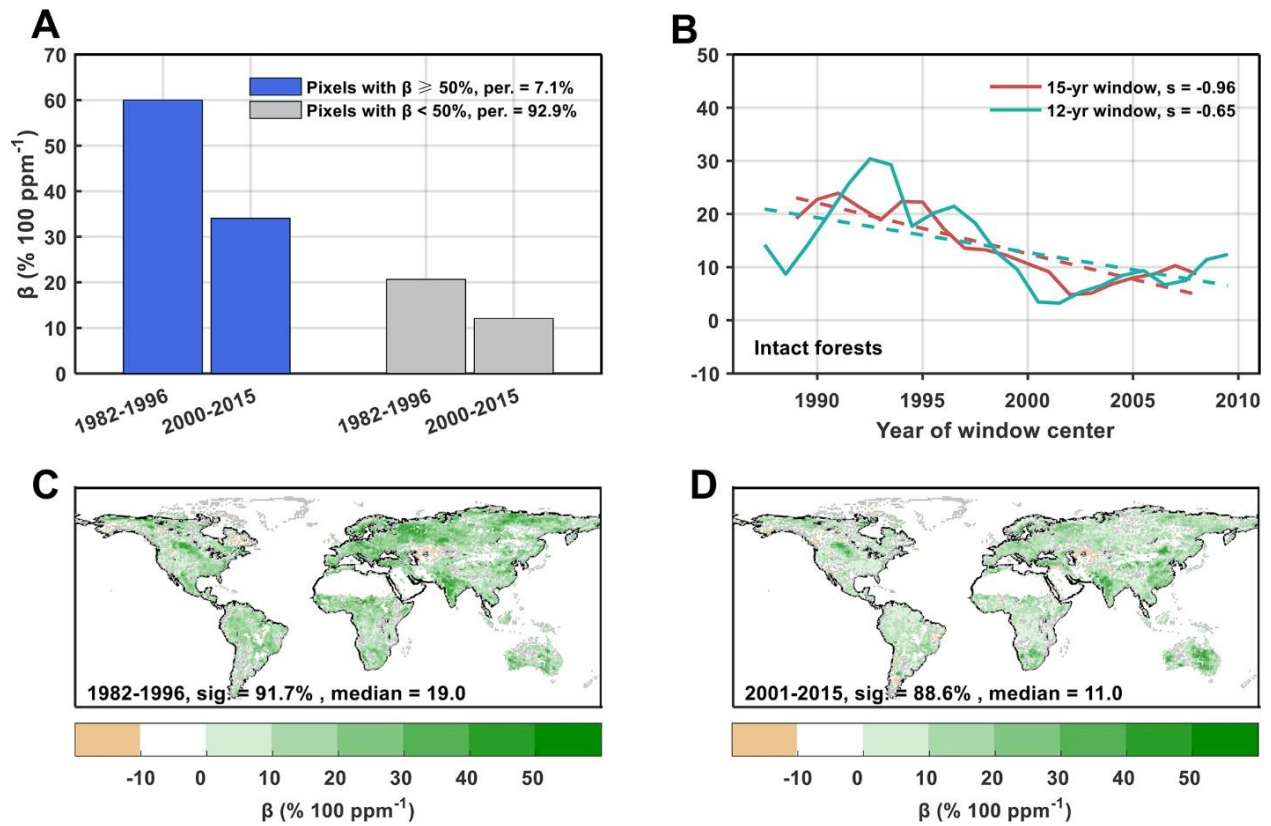 A
70
60
50
40
30
20
10
0
β (% 100 ppm⁻¹)
Pixels with β ⩾ 50%, per. = 7.1%
Pixels with β < 50%, per. = 92.9%
1982-1996
2000-2015
1982-1996
2000-2015
B
50
40
30
20
10
0
-10
15-yr window, s = -0.96
12-yr window, s = -0.65
Intact forests
1990
1995
2000
2005
2010
Year of window center
C
1982-1996, sig. = 91.7% , median = 19.0
-10
0
10
20
30
40
50
β (% 100 ppm⁻¹)
D
2001-2015, sig. = 88.6% , median = 11.0
-10
0
10
20
30
40
50
β (% 100 ppm⁻¹)